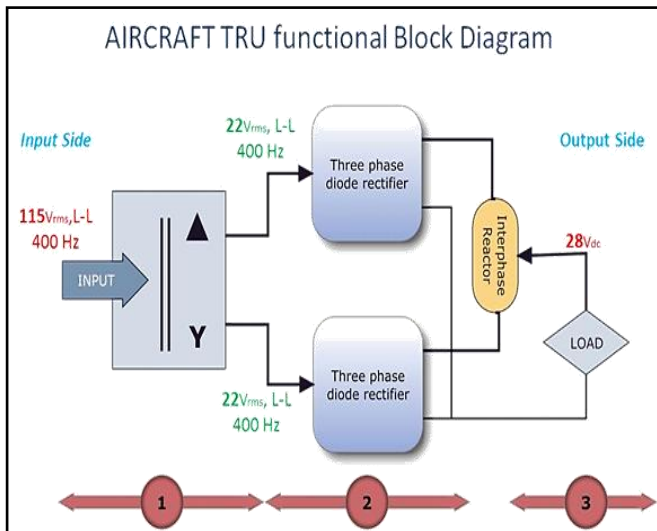 AIRCRAFT TRU functional Block Diagram
Input Side
22Vrms, L-L
400 Hz
Three phase
diode rectifier
Output Side
115Vrms,L-L
400 Hz
INPUT
▲
Y
Interphase
Reactor
28Vdc
LOAD
Three phase
diode rectifier
22Vrms, L-L
400 Hz
1
2
3